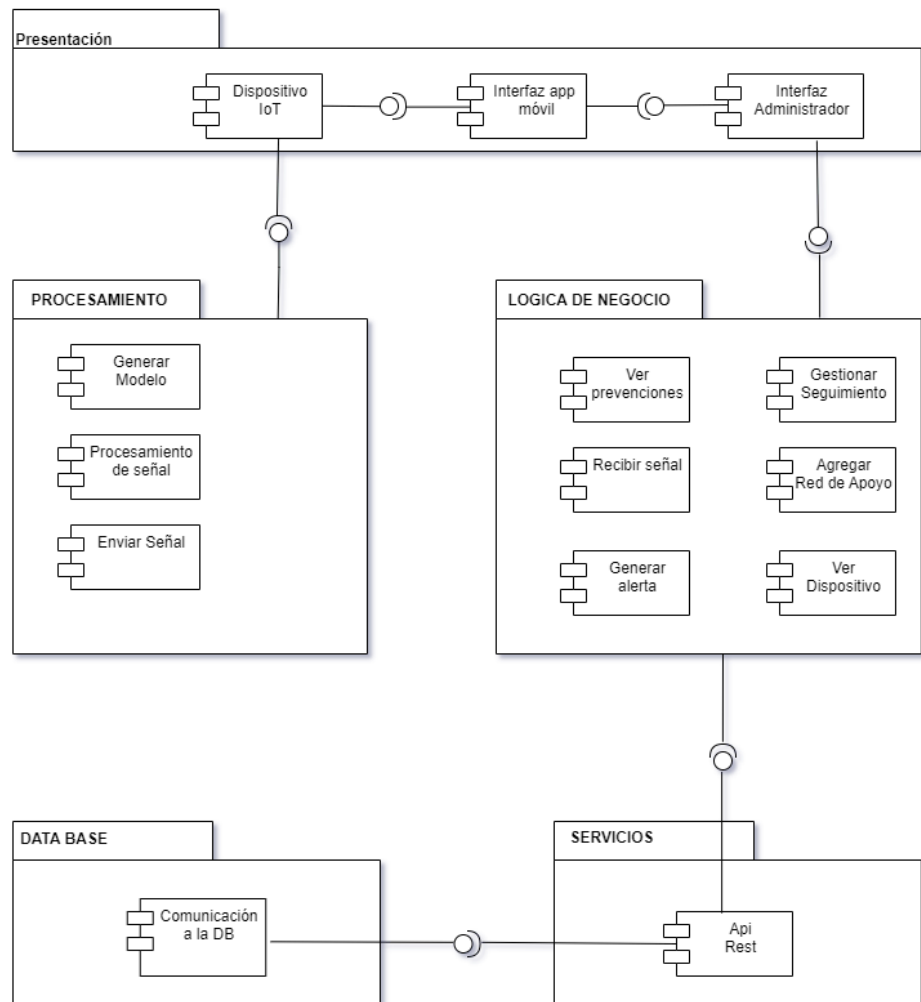 Presentación
Dispositivo
IoT
Interfaz app
móvil
Interfaz
Administrador
PROCESAMIENTO
Generar
Modelo
Procesamiento
de señal
Enviar Señal
LOGICA DE NEGOCIO
Ver
prevenciones
Gestionar
Seguimiento
Recibir señal
Agregar
Red de Apoyo
Generar
alerta
Ver
Dispositivo
DATA BASE
Comunicación
a la DB
SERVICIOS
Api
Rest